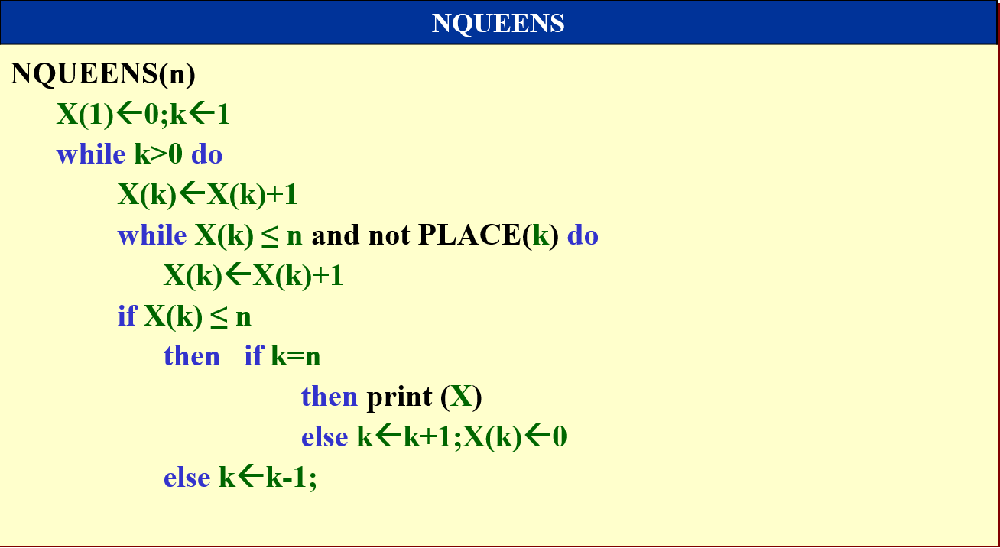 NQUEENS
NQUEENS(n)
X(1)←0;k←1
while k>0 do
X(k)←X(k)+1
while X(k) ≤ n and not PLACE(k) do
X(k)←X(k)+1
if X(k) ≤ n
then if k=n
then print (X)
else k←k+1;X(k)←0
else k←k-1;